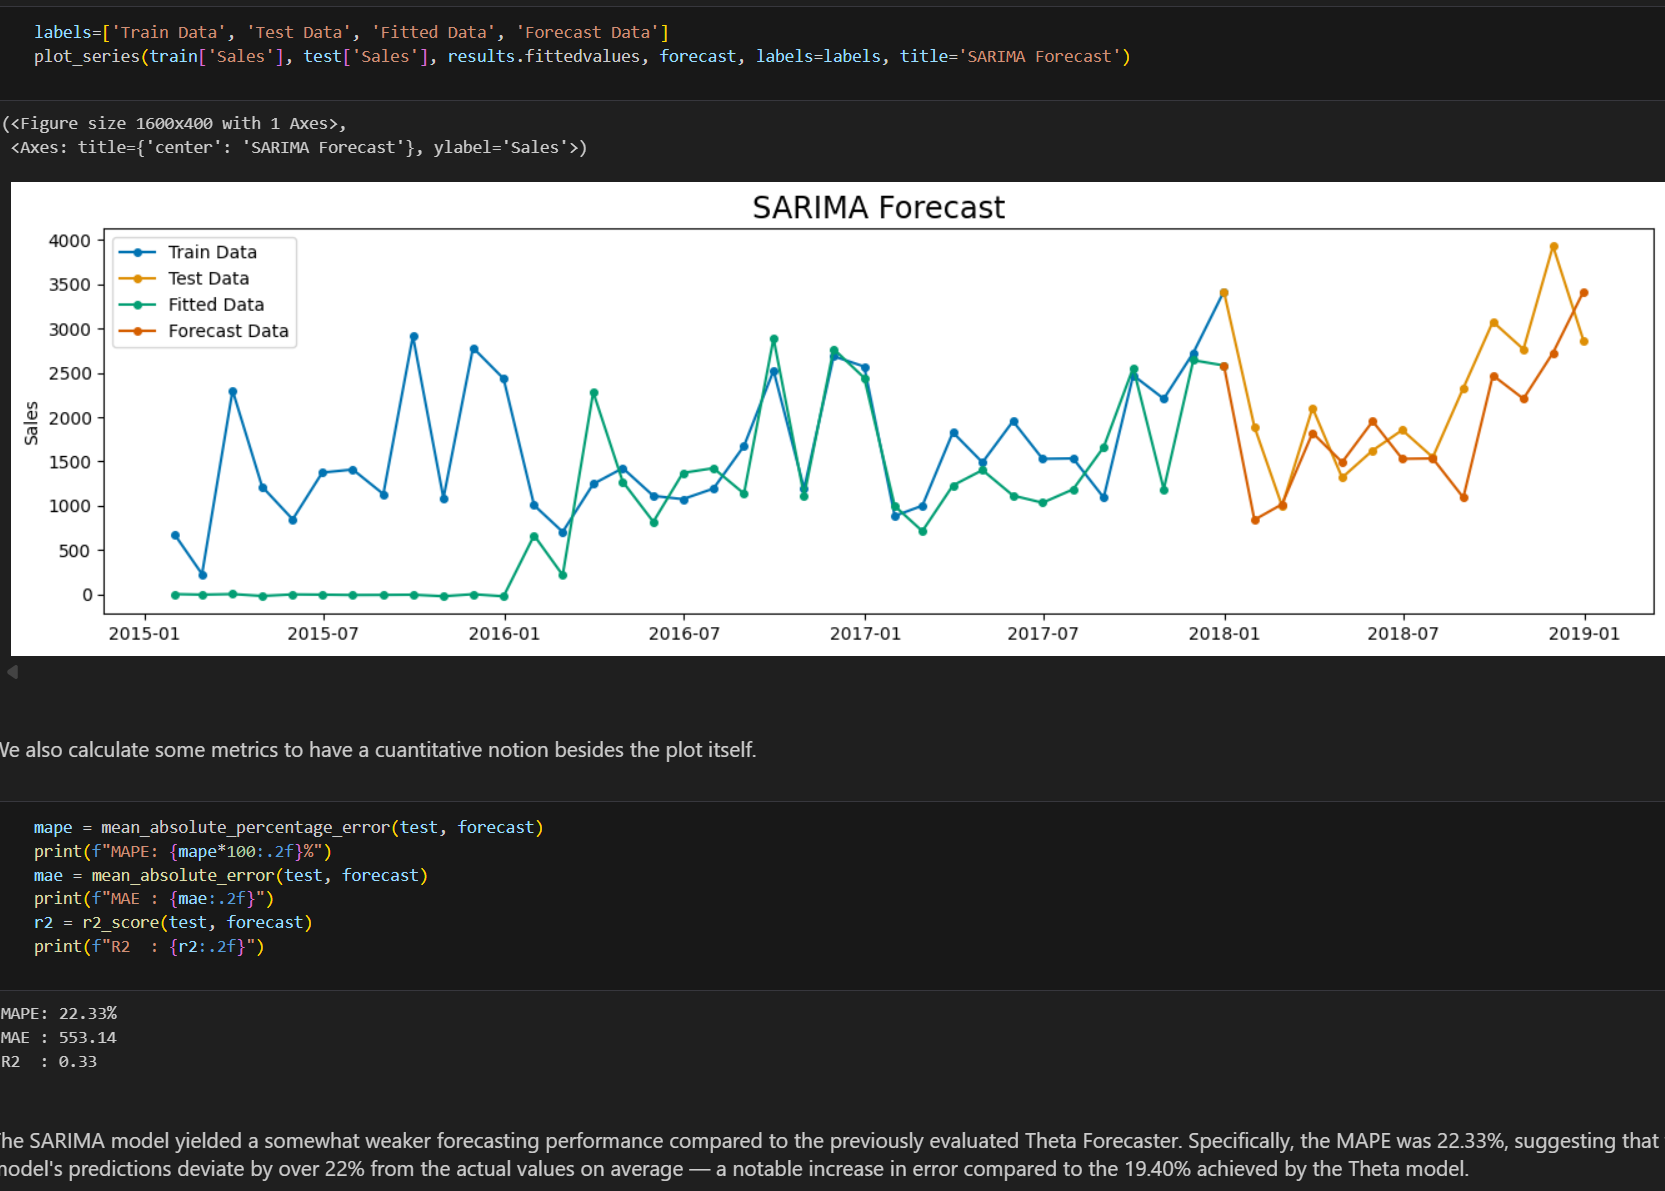 labels=['Train Data', 'Test Data', 'Fitted Data', 'Forecast Data']
plot_series(train['Sales'], test['Sales'], results.fittedvalues, forecast, labels=labels, title='SARIMA Forecast')
(<Figure size 1600x400 with 1 Axes>,
<Axes: title={'center': 'SARIMA Forecast'}, ylabel='Sales'>)
SARIMA Forecast
Train Data
Test Data
Fitted Data
Forecast Data
4000
3500
3000
2500
2000
1500
1000
500
0
Sales
2015-01 2015-07 2016-01 2016-07 2017-01 2017-07 2018-01 2018-07 2019-01
We also calculate some metrics to have a cuantitative notion besides the plot itself.
mape = mean_absolute_percentage_error(test, forecast)
print(f"MAPE: {mape*100:.2f}%")
mae = mean_absolute_error(test, forecast)
print(f"MAE : {mae:.2f}")
r2 = r2_score(test, forecast)
print(f"R2  : {r2:.2f}")
MAPE: 22.33%
MAE : 553.14
R2  : 0.33
The SARIMA model yielded a somewhat weaker forecasting performance compared to the previously evaluated Theta Forecaster. Specifically, the MAPE was 22.33%, suggesting that
model's predictions deviate by over 22% from the actual values on average — a notable increase in error compared to the 19.40% achieved by the Theta model.